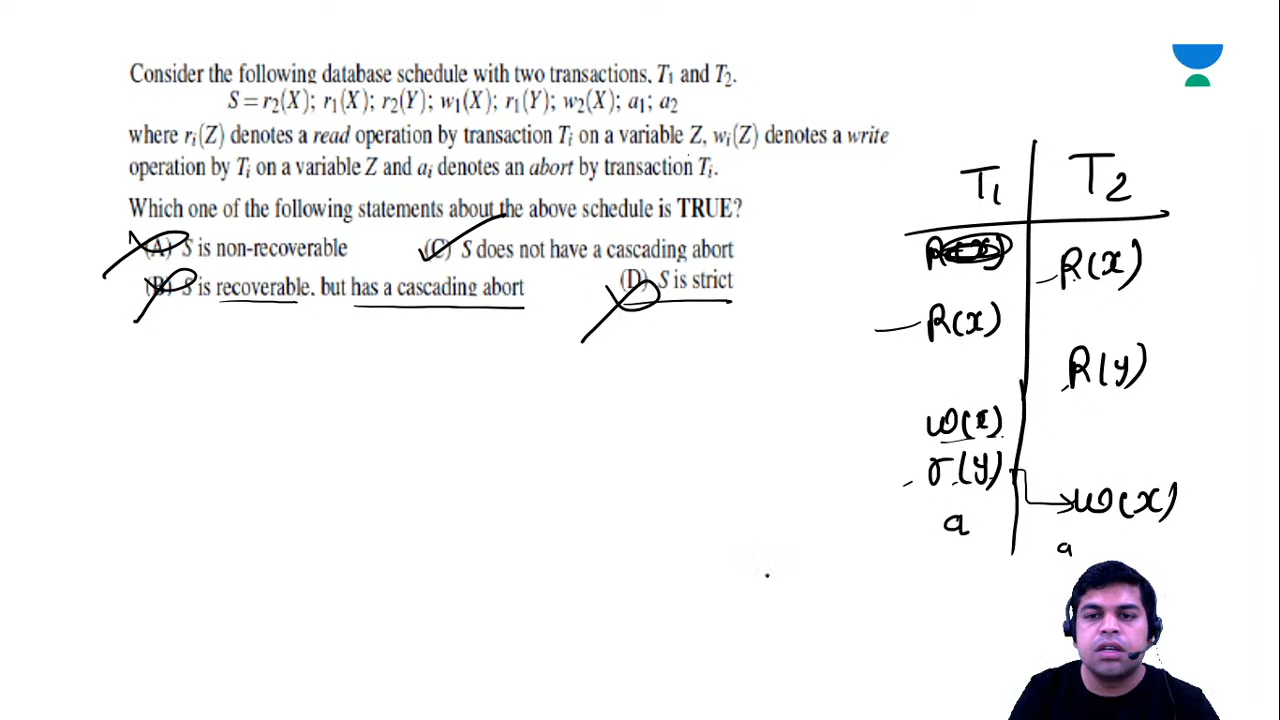 Consider the following database schedule with two transactions, T₁ and T₂.
S = r₂(X); r₁(X); r₂(Y); w₁(X); r₁(Y); w₂(X); a₁; a₂
where rᵢ(Z) denotes a read operation by transaction Tᵢ on a variable Z, wᵢ(Z) denotes a write
operation by Tᵢ on a variable Z and aᵢ denotes an abort by transaction Tᵢ.
Which one of the following statements about the above schedule is TRUE?
(A) S is non-recoverable (C) S does not have a cascading abort
(B) S is recoverable, but has a cascading abort (D) S is strict
T₁ T₂
R(x)
R(x)
R(y)
w(x)
r(y)
w(x)
a
a